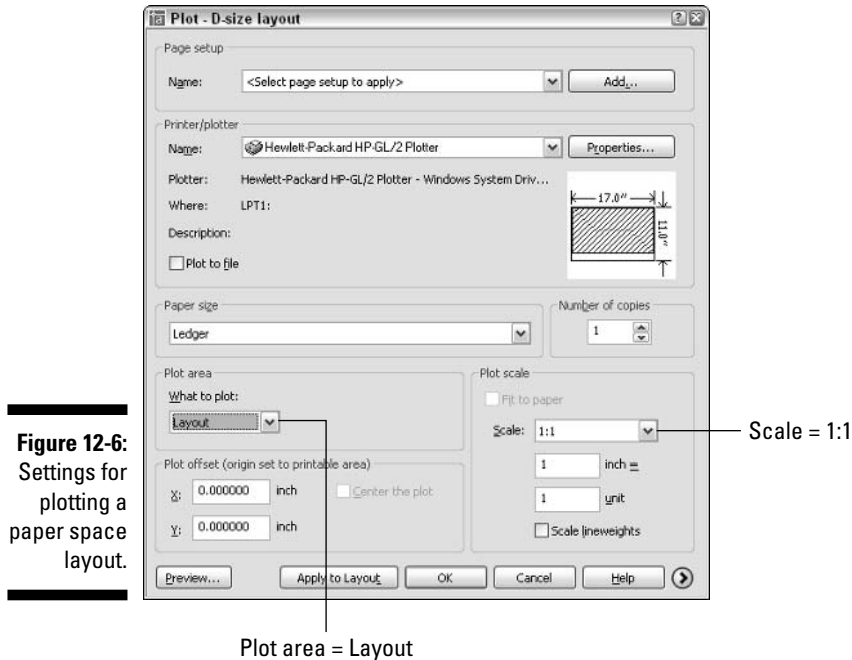 Plot - D-size layout
Page setup
Name: <Select page setup to apply> Add...
Printer/plotter
Name: Hewlett-Packard HP-GL/2 Plotter Properties...
Plotter: Hewlett-Packard HP-GL/2 Plotter - Windows System Driv...
Where: LPT1:
Description:
Plot to file
17.0"
11.0"
Paper size
Ledger
Number of copies
1
Plot area
What to plot:
Layout
Plot scale
Fit to paper
Scale: 1:1
1 inch =
1 unit
Scale lineweights
Plot offset (origin set to printable area)
X: 0.000000 inch Center the plot
Y: 0.000000 inch
Preview... Apply to Layout OK Cancel Help
Scale = 1:1
Plot area = Layout
Figure 12-6:
Settings for
plotting a
paper space
layout.